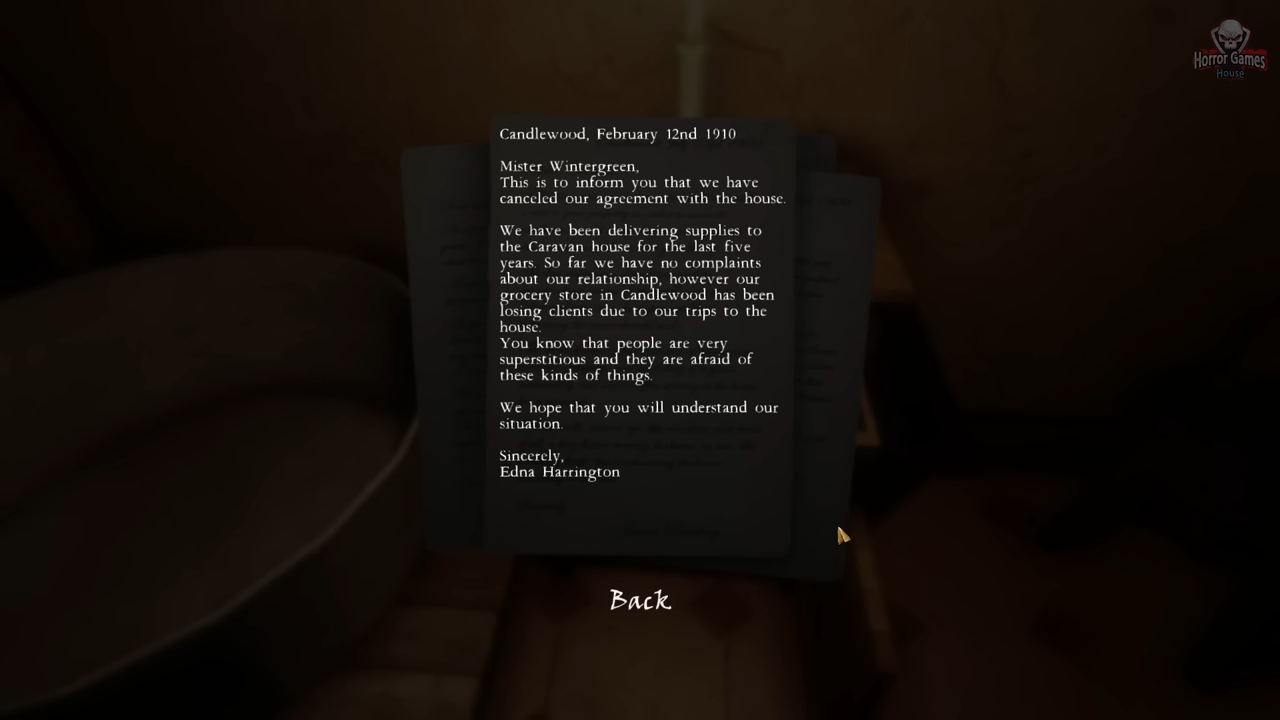 Horror Games
House
Candlewood, February 12nd 1910
Mister Wintergreen,
This is to inform you that we have
canceled our agreement with the house.
We have been delivering supplies to
the Caravan house for the last five
years. So far we have no complaints
about our relationship, however our
grocery store in Candlewood has been
losing clients due to our trips to the
house.
You know that people are very
superstitious and they are afraid of
these kinds of things.
We hope that you will understand our
situation.
Sincerely,
Edna Harrington
Back